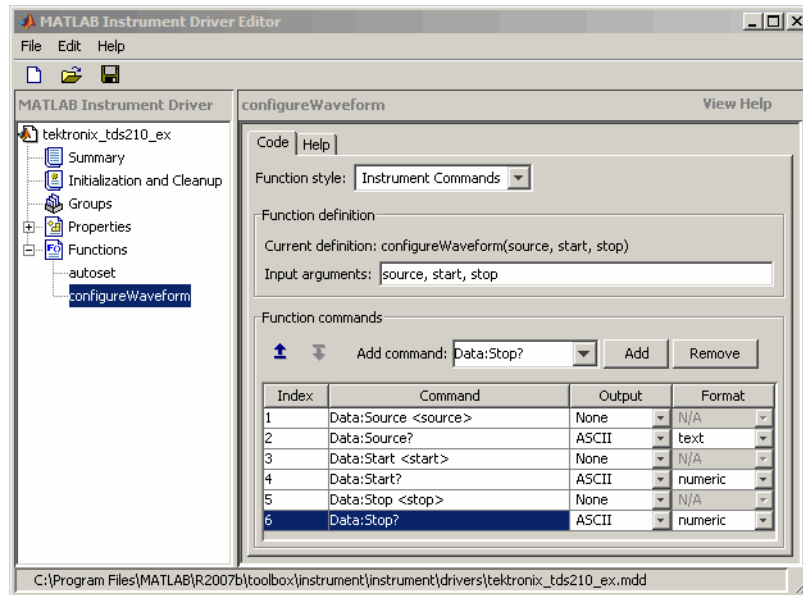 MATLAB Instrument Driver Editor
File Edit Help
MATLAB Instrument Driver
configureWaveform View Help
tektronix_tds210_ex
Summary
Initialization and Cleanup
Groups
Properties
Functions
autoset
configureWaveform
Code Help
Function style: Instrument Commands
Function definition
Current definition: configureWaveform(source, start, stop)
Input arguments: source, start, stop
Function commands
Add command: Data:Stop? Add Remove
Index Command Output Format
1 Data:Source <source> None N/A
2 Data:Source? ASCII text
3 Data:Start <start> None N/A
4 Data:Start? ASCII numeric
5 Data:Stop <stop> None N/A
6 Data:Stop? ASCII numeric
C:\Program Files\MATLAB\R2007b\toolbox\instrument\instrument\drivers\tektronix_tds210_ex.mdd